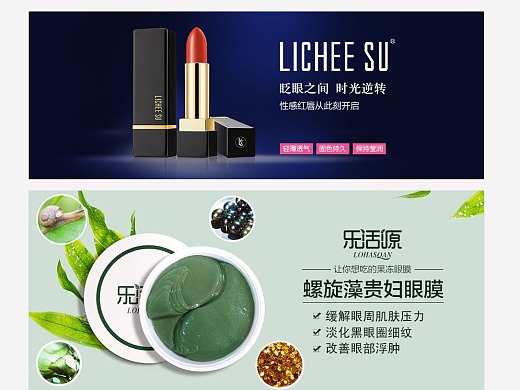 LICHEE SU
LICHEE SU®
眨眼之间 时光逆转
性感红唇从此刻开启
轻薄透气 固色持久 保持莹润
乐活源
LOHASQAN
乐活源
LOHASQAN
让你想吃的果冻眼膜
螺旋藻贵妇眼膜
缓解眼周肌肤压力
淡化黑眼圈细纹
改善眼部浮肿